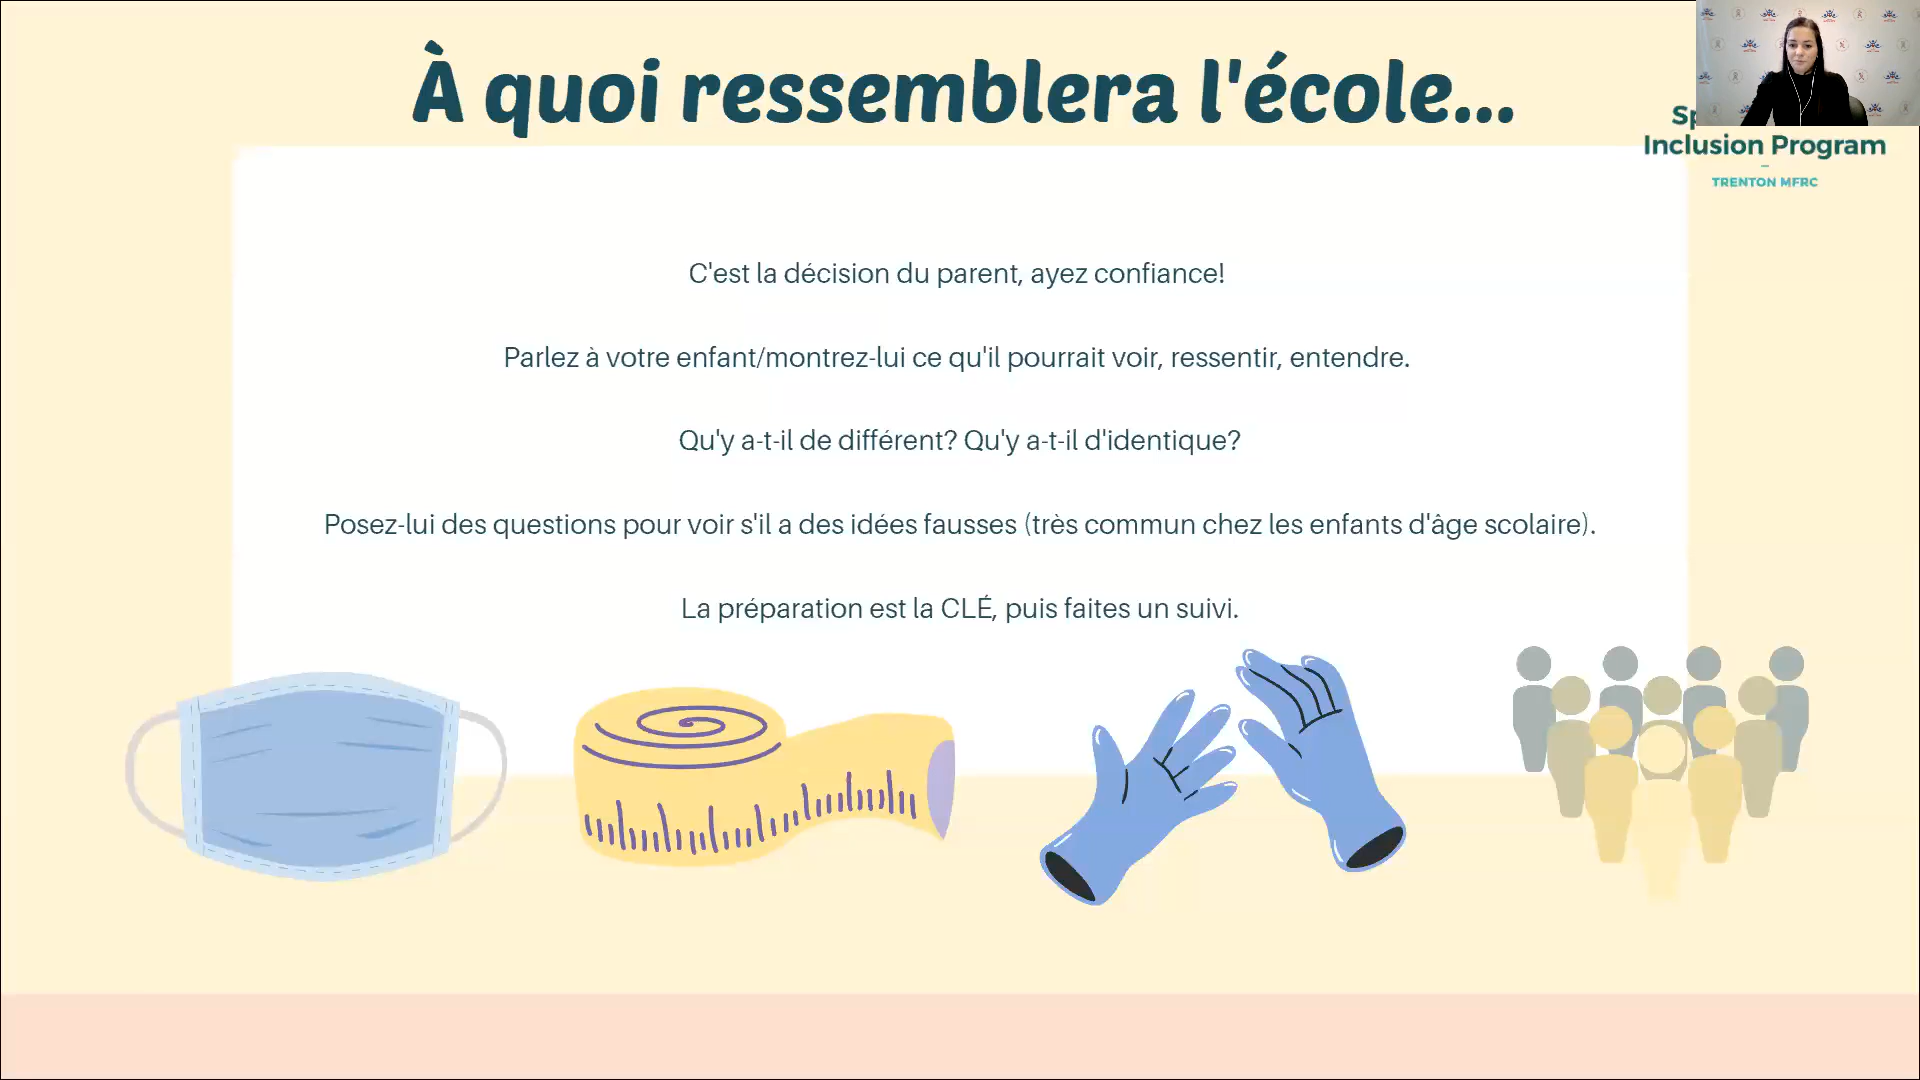 À quoi ressemblera l'école...
Inclusion Program
TRENTON MFRC
C'est la décision du parent, ayez confiance!
Parlez à votre enfant/montrez-lui ce qu'il pourrait voir, ressentir, entendre.
Qu'y a-t-il de différent? Qu'y a-t-il d'identique?
Posez-lui des questions pour voir s'il a des idées fausses (très commun chez les enfants d'âge scolaire).
La préparation est la CLÉ, puis faites un suivi.